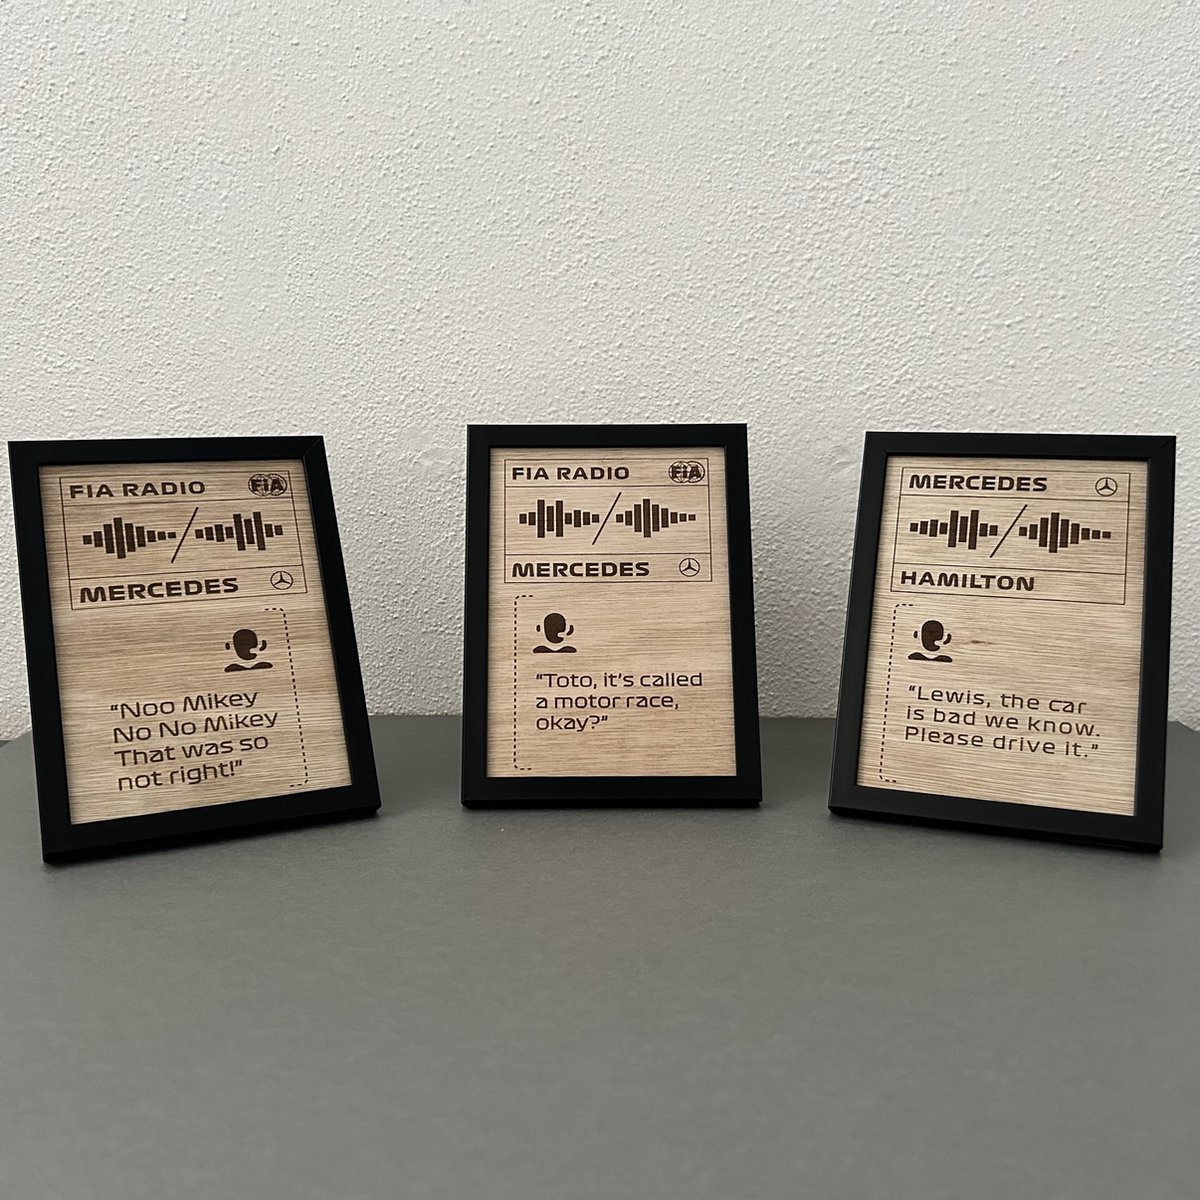 FIA RADIO
FIA
MERCEDES
“Noo Mikey
No No Mikey
That was so
not right!”
FIA RADIO
FIA
MERCEDES
“Toto, it’s called
a motor race,
okay?”
MERCEDES
HAMILTON
“Lewis, the car
is bad we know.
Please drive it.”